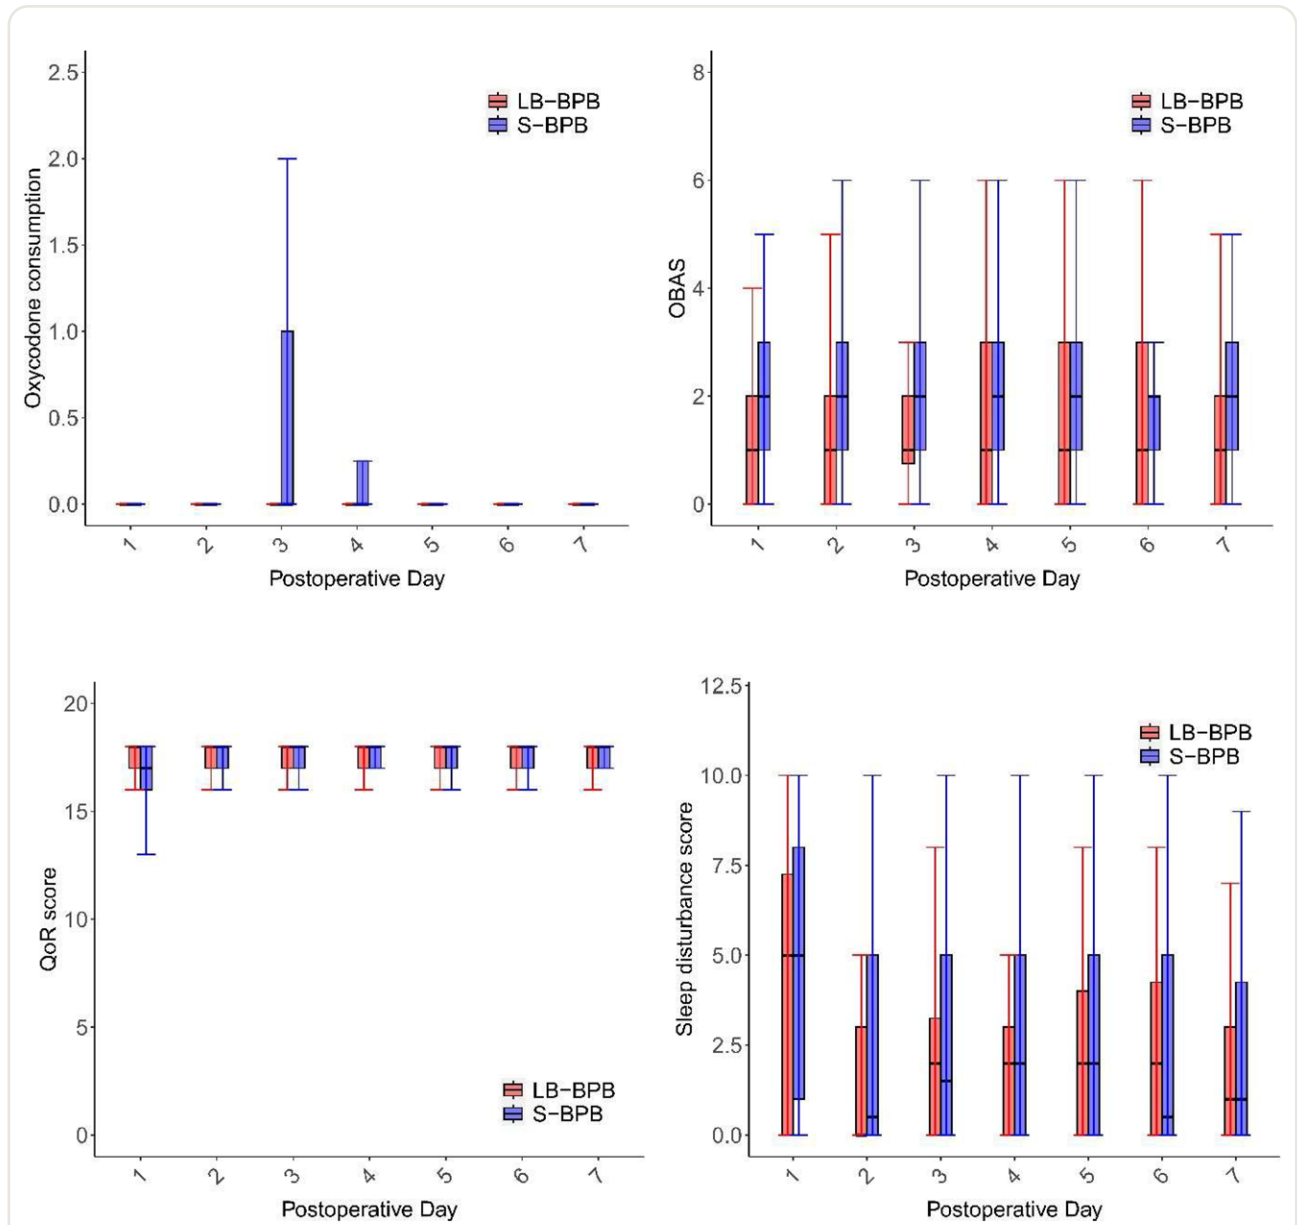 Oxycodone consumption
2.5
2.0
1.5
1.0
0.5
0.0
LB-BPB
S-BPB
1 2 3 4 5 6 7
Postoperative Day
OBAS
8
6
4
2
0
LB-BPB
S-BPB
1 2 3 4 5 6 7
Postoperative Day
QoR score
20
15
10
5
0
LB-BPB
S-BPB
1 2 3 4 5 6 7
Postoperative Day
Sleep disturbance score
12.5
10.0
7.5
5.0
2.5
0.0
LB-BPB
S-BPB
1 2 3 4 5 6 7
Postoperative Day